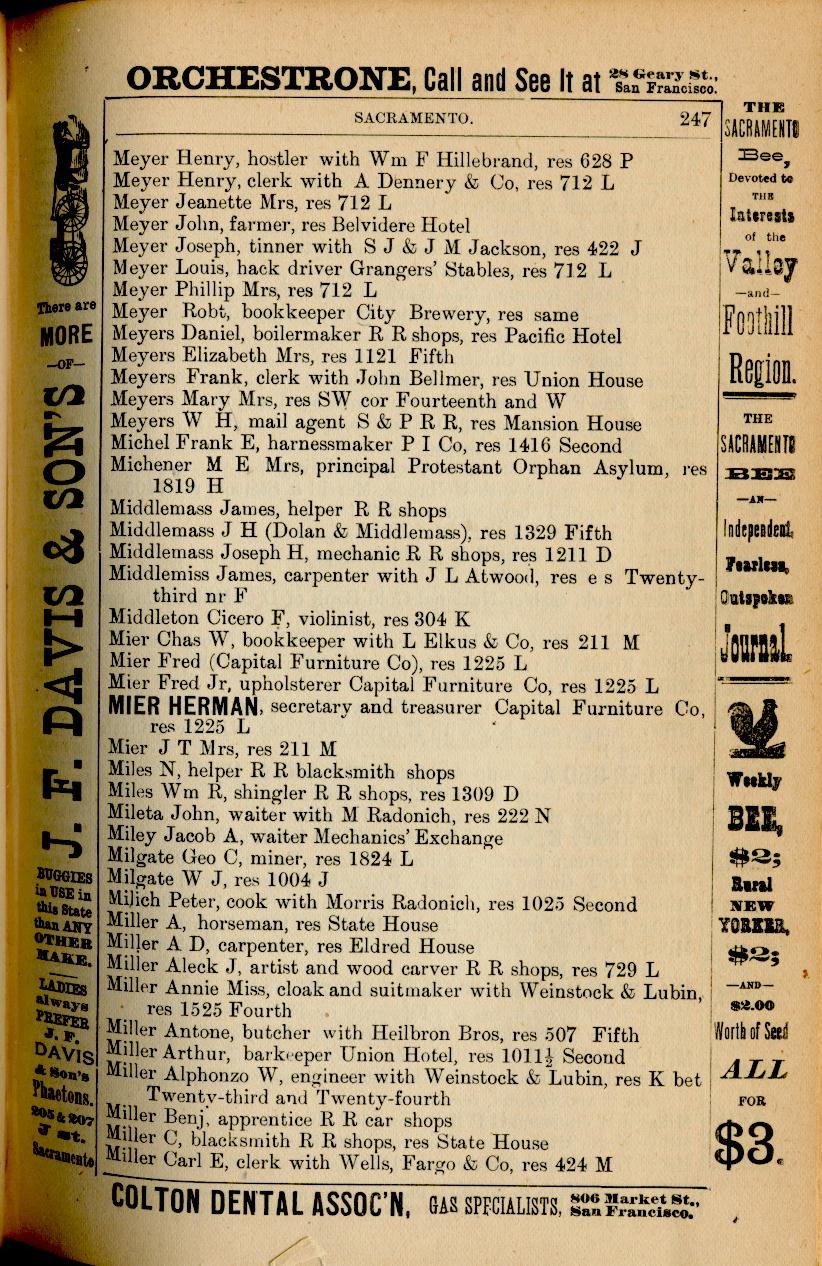 ORCHESTRONE, Call and See It at 28 Geary St., San Francisco.
SACRAMENTO. 247
Meyer Henry, hostler with Wm F Hillebrand, res 628 P
Meyer Henry, clerk with A Dennery & Co, res 712 L
Meyer Jeanette Mrs, res 712 L
Meyer John, farmer, res Belvidere Hotel
Meyer Joseph, tinner with S J & J M Jackson, res 422 J
Meyer Louis, hack driver Grangers' Stables, res 712 L
Meyer Phillip Mrs, res 712 L
Meyer Robt, bookkeeper City Brewery, res same
Meyers Daniel, boilermaker R R shops, res Pacific Hotel
Meyers Elizabeth Mrs, res 1121 Fifth
Meyers Frank, clerk with John Bellmer, res Union House
Meyers Mary Mrs, res SW cor Fourteenth and W
Meyers W H, mail agent S & P R R, res Mansion House
Michel Frank E, harnessmaker P I Co, res 1416 Second
Michener M E Mrs, principal Protestant Orphan Asylum, res
1819 H
Middlemass James, helper R R shops
Middlemass J H (Dolan & Middlemass), res 1329 Fifth
Middlemass Joseph H, mechanic R R shops, res 1211 D
Middlemiss James, carpenter with J L Atwood, res e s Twenty-
third nr F
Middleton Cicero F, violinist, res 304 K
Mier Chas W, bookkeeper with L Elkus & Co, res 211 M
Mier Fred (Capital Furniture Co), res 1225 L
Mier Fred Jr, upholsterer Capital Furniture Co, res 1225 L
MIER HERMAN, secretary and treasurer Capital Furniture Co,
res 1225 L
Mier J T Mrs, res 211 M
Miles N, helper R R blacksmith shops
Miles Wm R, shingler R R shops, res 1309 D
Mileta John, waiter with M Radonich, res 222 N
Miley Jacob A, waiter Mechanics' Exchange
Milgate Geo C, miner, res 1824 L
Milgate W J, res 1004 J
Milich Peter, cook with Morris Radonich, res 1025 Second
Miller A, horseman, res State House
Miller A D, carpenter, res Eldred House
Miller Aleck J, artist and wood carver R R shops, res 729 L
Miller Annie Miss, cloak and suitmaker with Weinstock & Lubin,
res 1525 Fourth
Miller Antone, butcher with Heilbron Bros, res 507 Fifth
Miller Arthur, barkeeper Union Hotel, res 1011½ Second
Miller Alphonzo W, engineer with Weinstock & Lubin, res K bet
Twenty-third and Twenty-fourth
Miller Benj, apprentice R R car shops
Miller C, blacksmith R R shops, res State House
Miller Carl E, clerk with Wells, Fargo & Co, res 424 M
COLTON DENTAL ASSOC'N, GAS SPECIALISTS, 806 Market St., San Francisco.
There are
MORE
—OF—
J. F. DAVIS & SON'S
BUGGIES
in USE in
this State
than ANY
OTHER
MAKE.
LADIES
always
PREFER
J. F.
DAVIS
& Son's
Phaetons.
205 & 207
J st.
Sacramento
THE
SACRAMENTO
Bee,
Devoted to
THE
Interests
of the
Valley
—and—
Foothill
Region.
THE
SACRAMENTO
BEE
—AN—
Independent,
Fearless,
Outspoken
Journal.
Weekly
BEE,
$2;
Rural
NEW
YORKER,
$2;
—AND—
$2.00
Worth of Seed
ALL
FOR
$3.